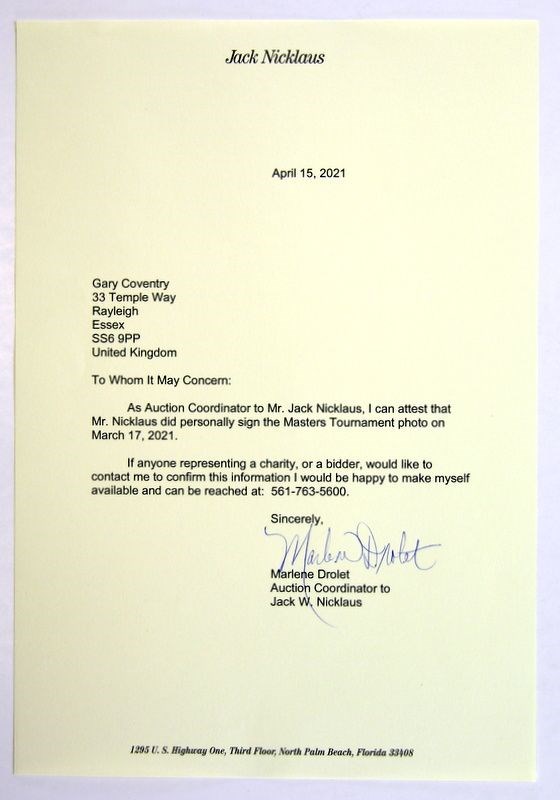 Jack Nicklaus
April 15, 2021
Gary Coventry
33 Temple Way
Rayleigh
Essex
SS6 9PP
United Kingdom
To Whom It May Concern:
As Auction Coordinator to Mr. Jack Nicklaus, I can attest that
Mr. Nicklaus did personally sign the Masters Tournament photo on
March 17, 2021.
If anyone representing a charity, or a bidder, would like to
contact me to confirm this information I would be happy to make myself
available and can be reached at: 561-763-5600.
Sincerely,
Marlene Drolet
Marlene Drolet
Auction Coordinator to
Jack W. Nicklaus
1295 U. S. Highway One, Third Floor, North Palm Beach, Florida 33408